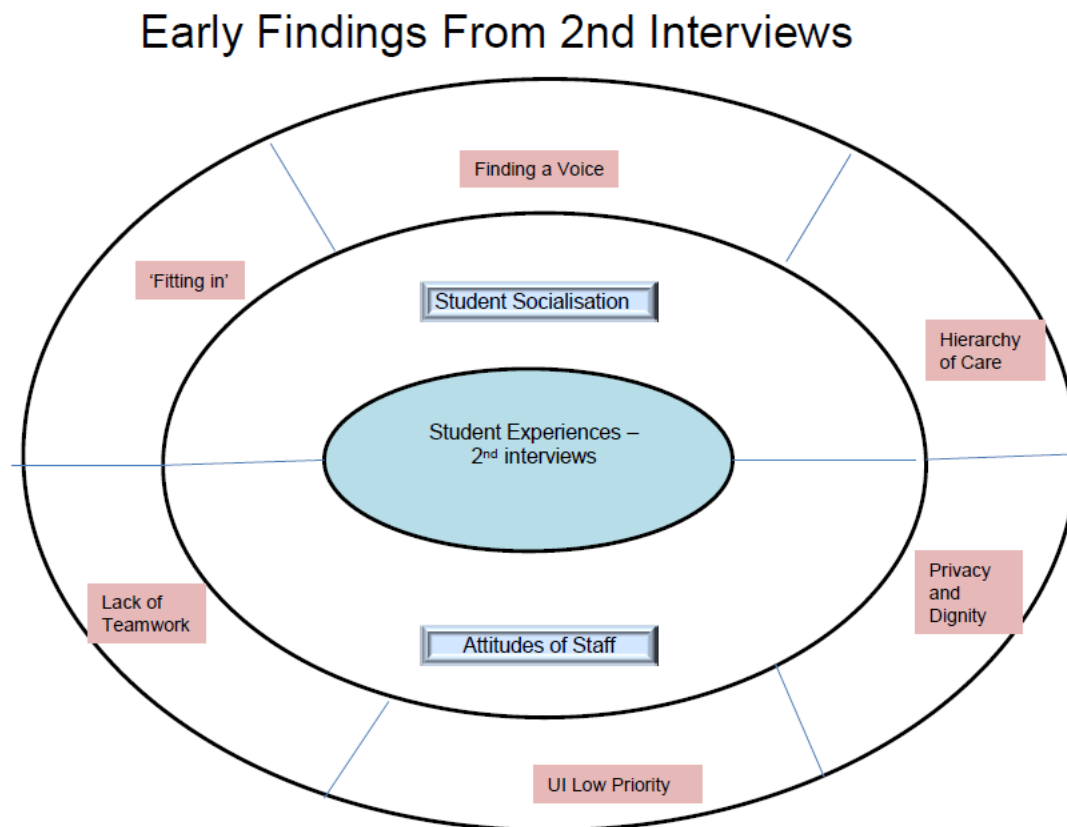 Early Findings From 2nd Interviews
Finding a Voice
‘Fitting in’
Student Socialisation
Hierarchy
of Care
Student Experiences –
2nd interviews
Privacy
and
Dignity
Lack of
Teamwork
Attitudes of Staff
UI Low Priority